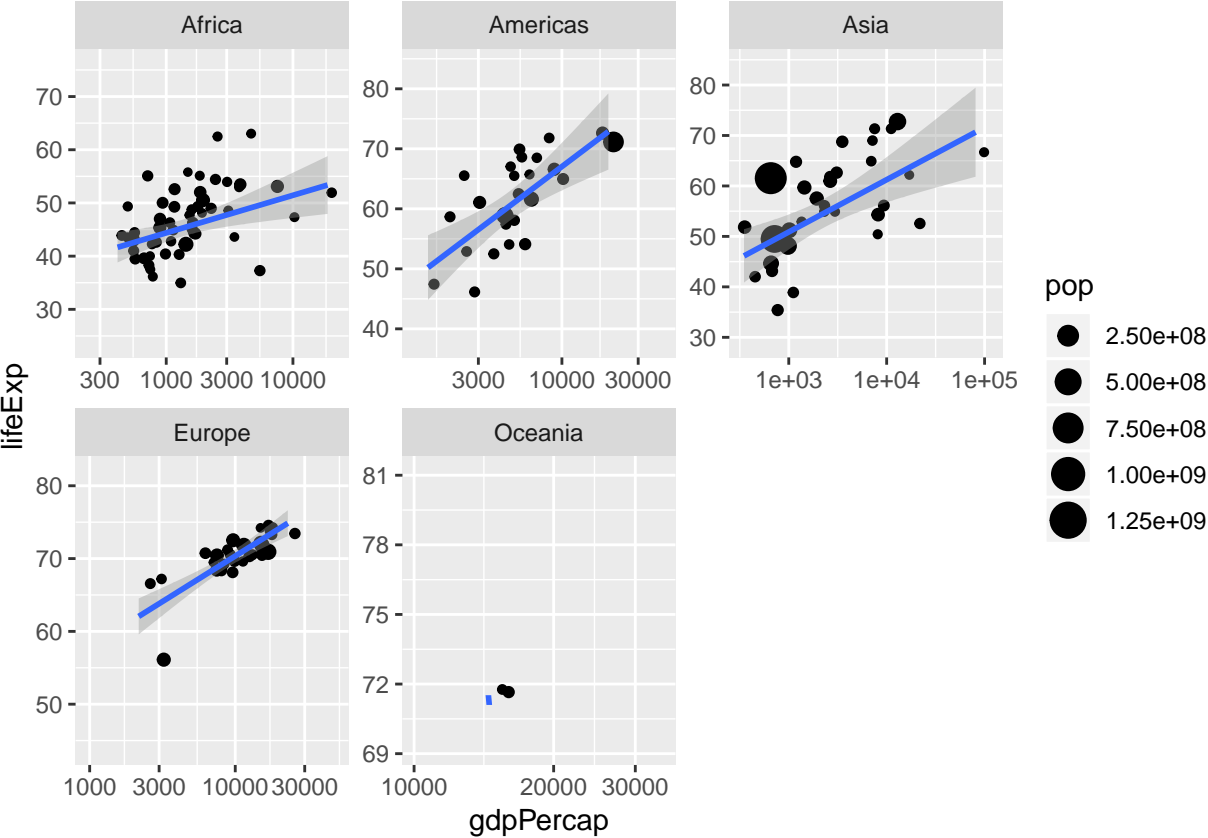 Africa
Americas
Asia
70
60
50
40
30
300 1000 3000 10000
80
70
60
50
40
3000 10000 30000
80
70
60
50
40
30
1e+03 1e+04 1e+05
lifeExp
Europe
Oceania
80
70
60
50
1000 3000 10000 30000
81
78
75
72
69
10000 20000 30000
gdpPercap
pop
2.50e+08
5.00e+08
7.50e+08
1.00e+09
1.25e+09